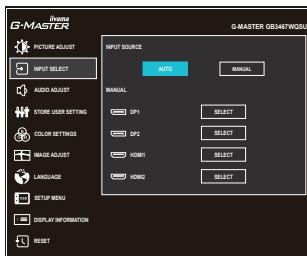 iiyama
G-MASTER
G-MASTER GB3467WQSU
PICTURE ADJUST
INPUT SOURCE
INPUT SELECT
AUTO
MANUAL
AUDIO ADJUST
MANUAL
STORE USER SETTING
DP1
SELECT
COLOR SETTINGS
DP2
SELECT
IMAGE ADJUST
HDMI1
SELECT
LANGUAGE
HDMI2
SELECT
OSD
SETUP MENU
DISPLAY INFORMATION
RESET